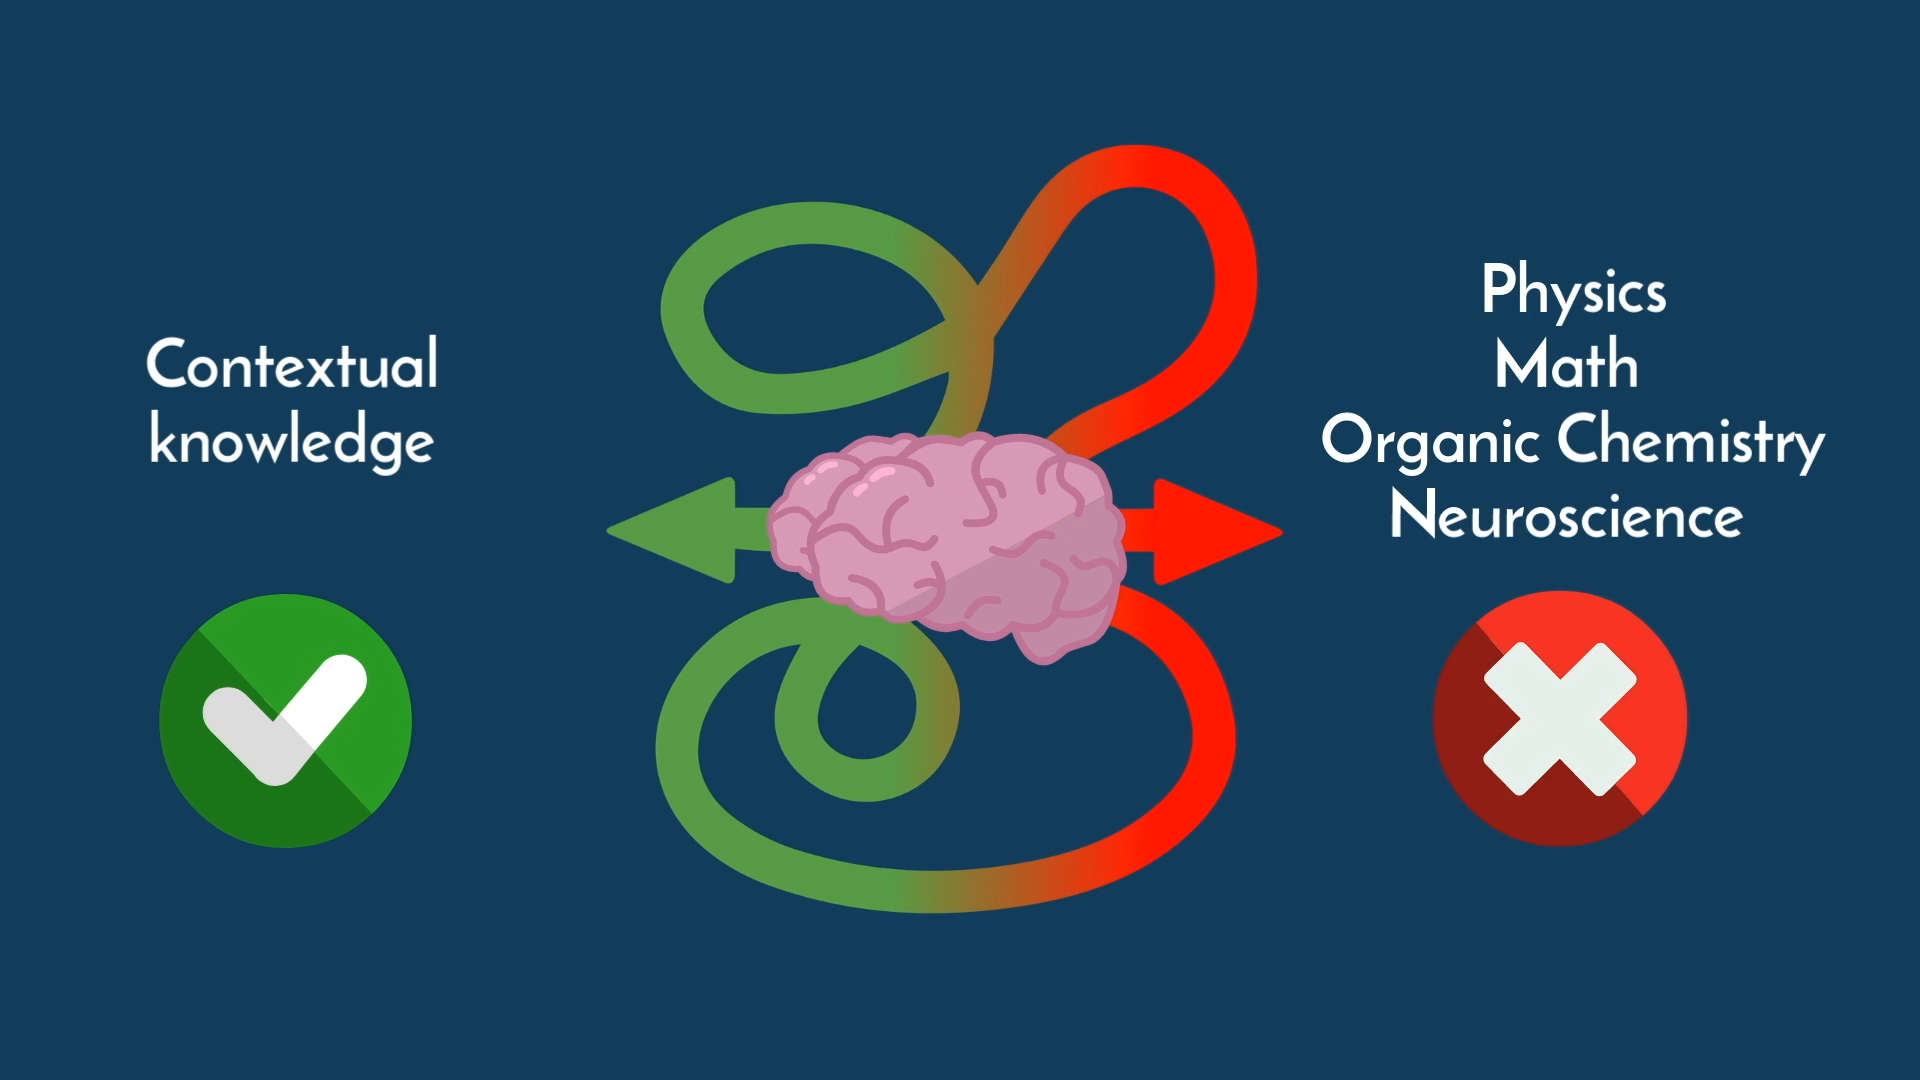 Contextual
knowledge
Physics
Math
Organic Chemistry
Neuroscience